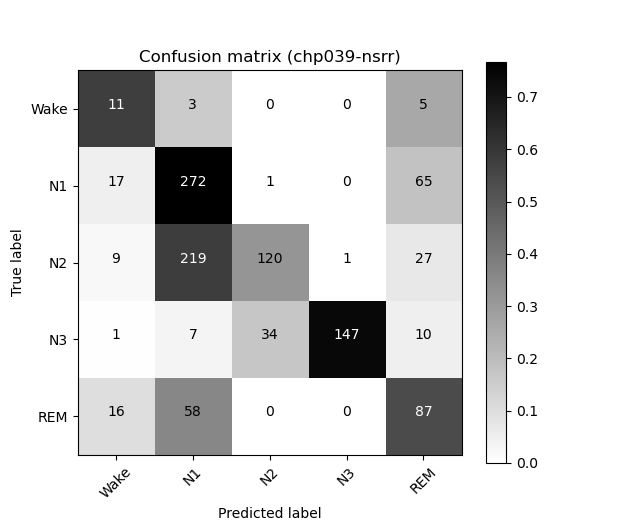 Confusion matrix (chp039-nsrr)
Wake 11 3 0 0 5
N1 17 272 1 0 65
N2 9 219 120 1 27
N3 1 7 34 147 10
REM 16 58 0 0 87
Wake N1 N2 N3 REM
Predicted label
True label
0.7
0.6
0.5
0.4
0.3
0.2
0.1
0.0